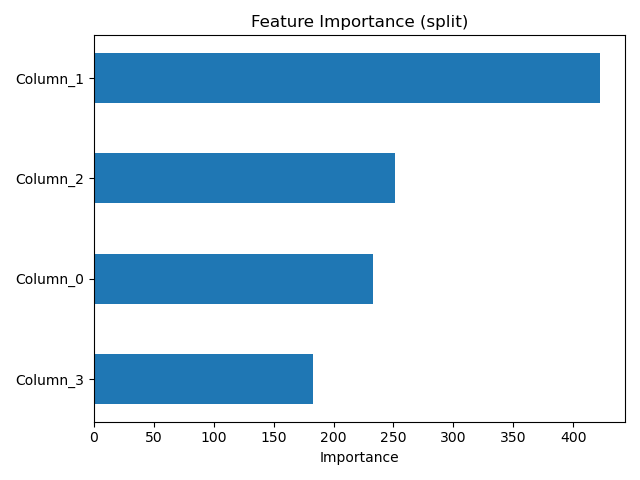 Feature Importance (split)
Column_1
Column_2
Column_0
Column_3
0 50 100 150 200 250 300 350 400
Importance